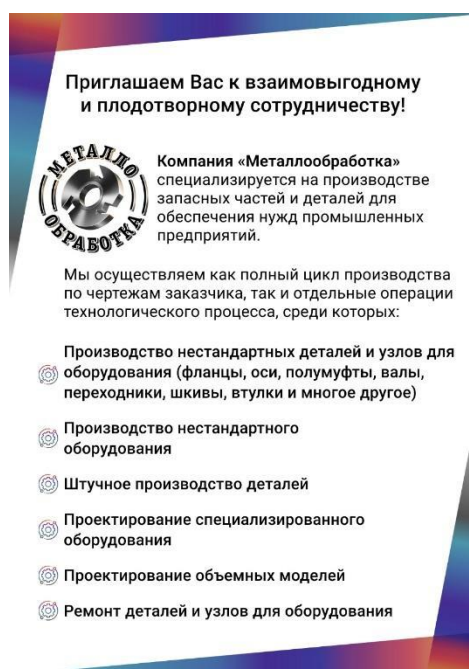 Приглашаем Вас к взаимовыгодному
и плодотворному сотрудничеству!
МЕТАЛЛО
ОБРАБОТКА
Компания «Металлообработка»
специализируется на производстве
запасных частей и деталей для
обеспечения нужд промышленных
предприятий.
Мы осуществляем как полный цикл производства
по чертежам заказчика, так и отдельные операции
технологического процесса, среди которых:
Производство нестандартных деталей и узлов для
оборудования (фланцы, оси, полумуфты, валы,
переходники, шкивы, втулки и многое другое)
Производство нестандартного
оборудования
Штучное производство деталей
Проектирование специализированного
оборудования
Проектирование объемных моделей
Ремонт деталей и узлов для оборудования